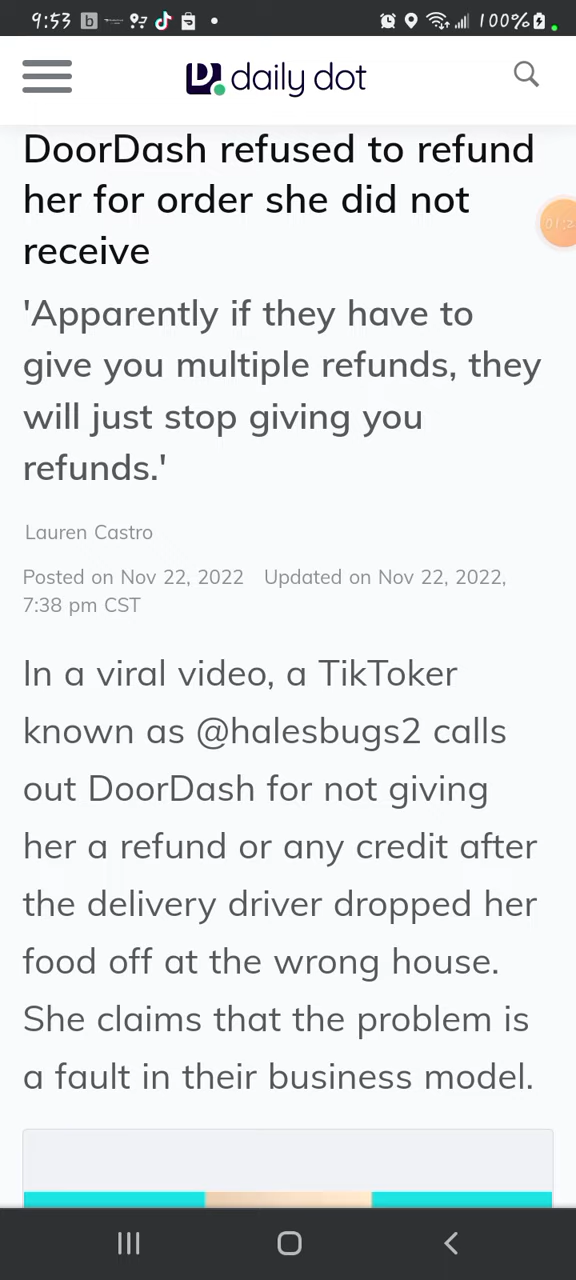 9:53
100%
daily dot
DoorDash refused to refund
her for order she did not
receive
'Apparently if they have to
give you multiple refunds, they
will just stop giving you
refunds.'
Lauren Castro
Posted on Nov 22, 2022 Updated on Nov 22, 2022,
7:38 pm CST
In a viral video, a TikToker
known as @halesbugs2 calls
out DoorDash for not giving
her a refund or any credit after
the delivery driver dropped her
food off at the wrong house.
She claims that the problem is
a fault in their business model.